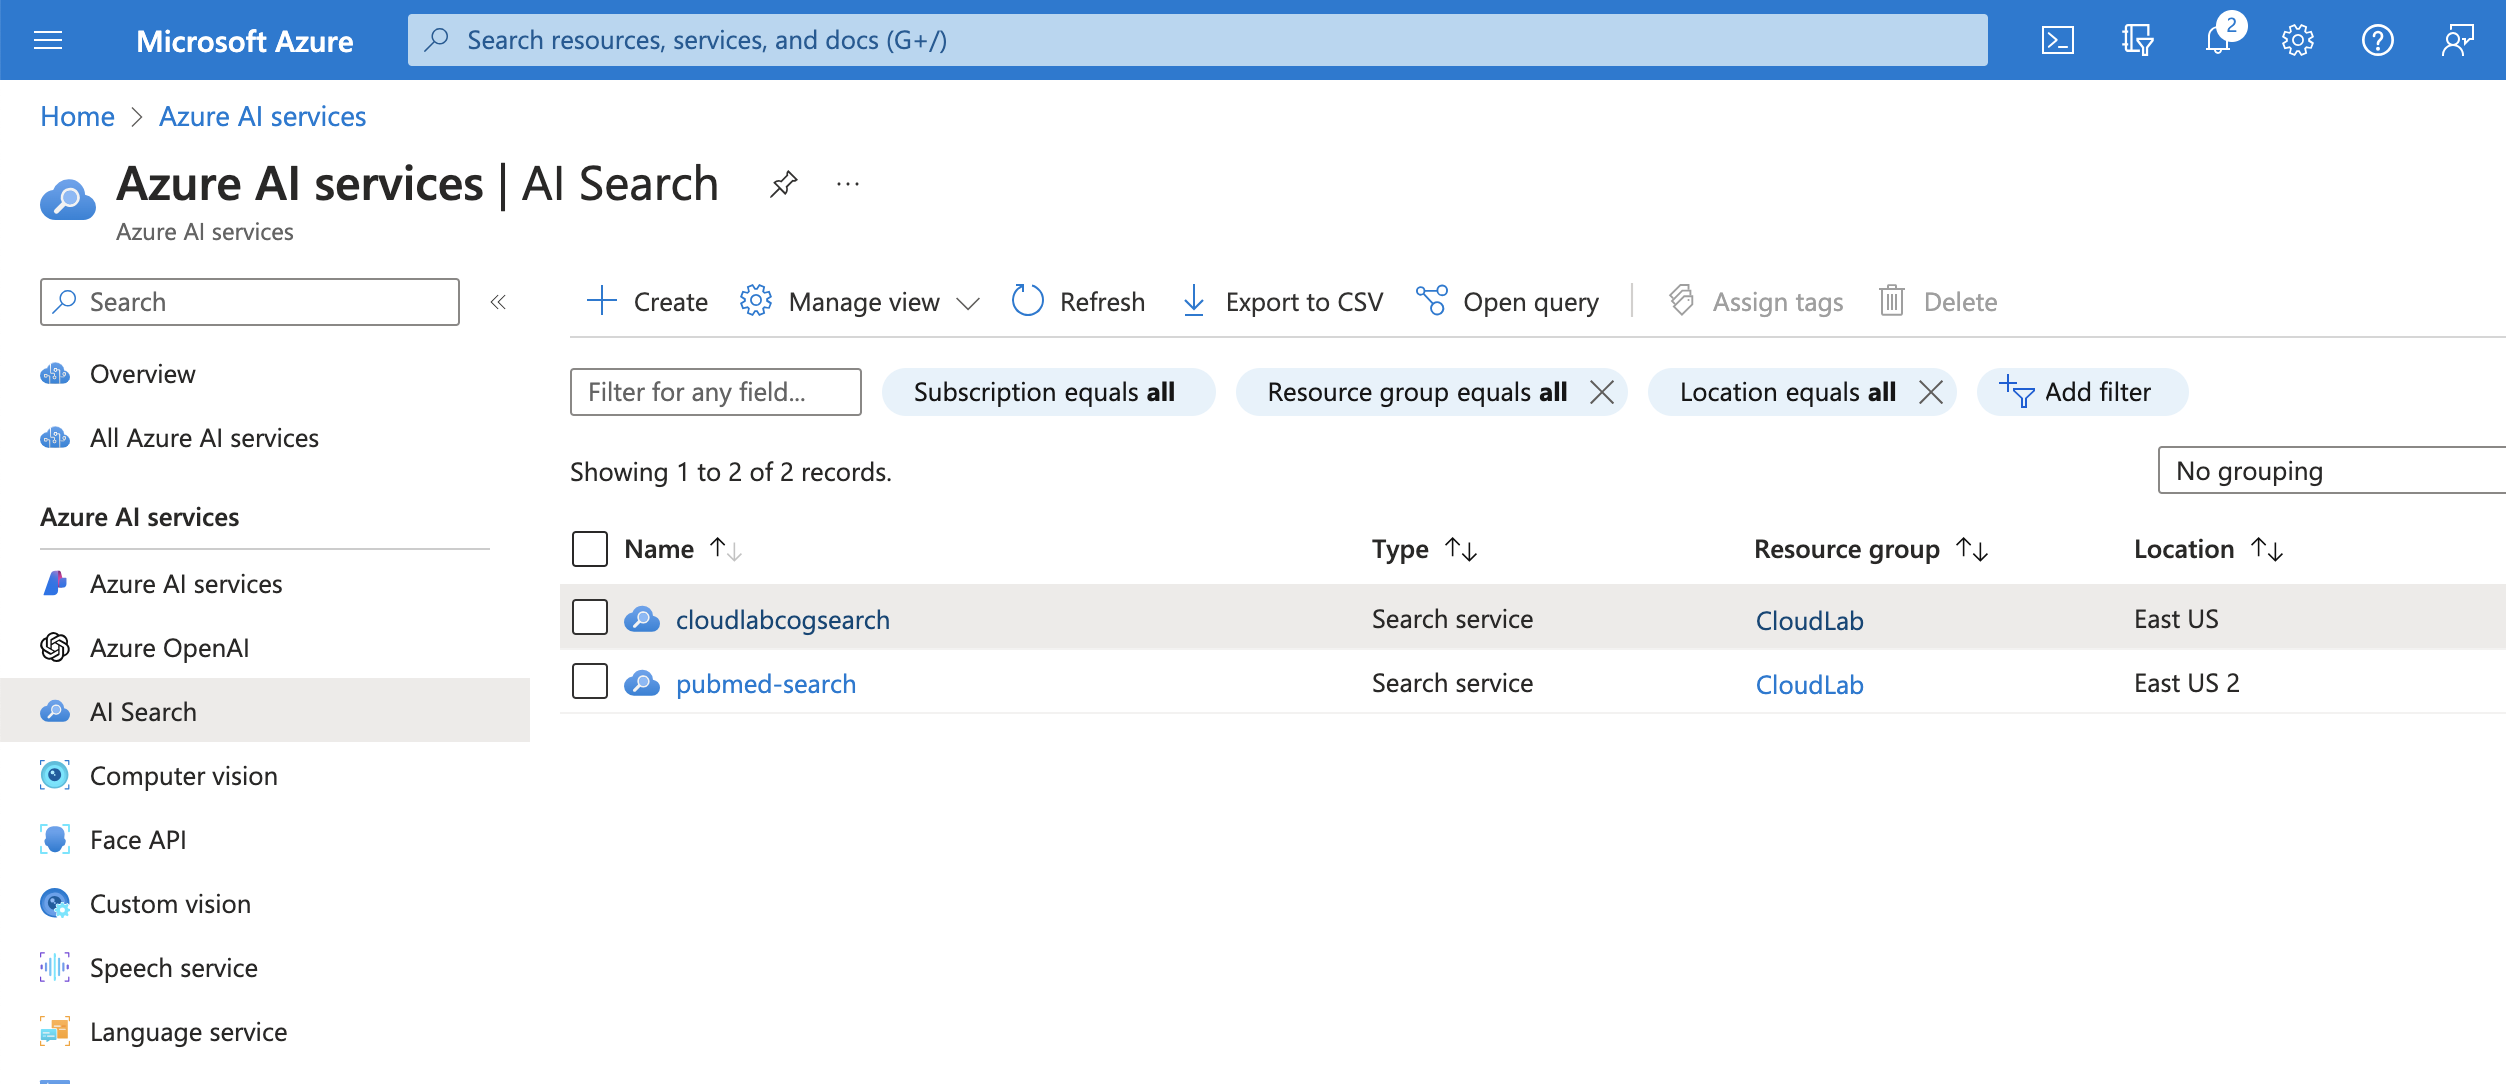 Microsoft Azure
Search resources, services, and docs (G+/)
2
Home > Azure AI services
Azure AI services | AI Search
...
Azure AI services
Search
«
Create
Manage view
Refresh
Export to CSV
Open query
Assign tags
Delete
Overview
All Azure AI services
Azure AI services
Azure AI services
Azure OpenAI
AI Search
Computer vision
Face API
Custom vision
Speech service
Language service
Filter for any field...
Subscription equals all
Resource group equals all
Location equals all
Add filter
Showing 1 to 2 of 2 records.
No grouping
Name Type Resource group Location
cloudlabcogsearch Search service CloudLab East US
pubmed-search Search service CloudLab East US 2